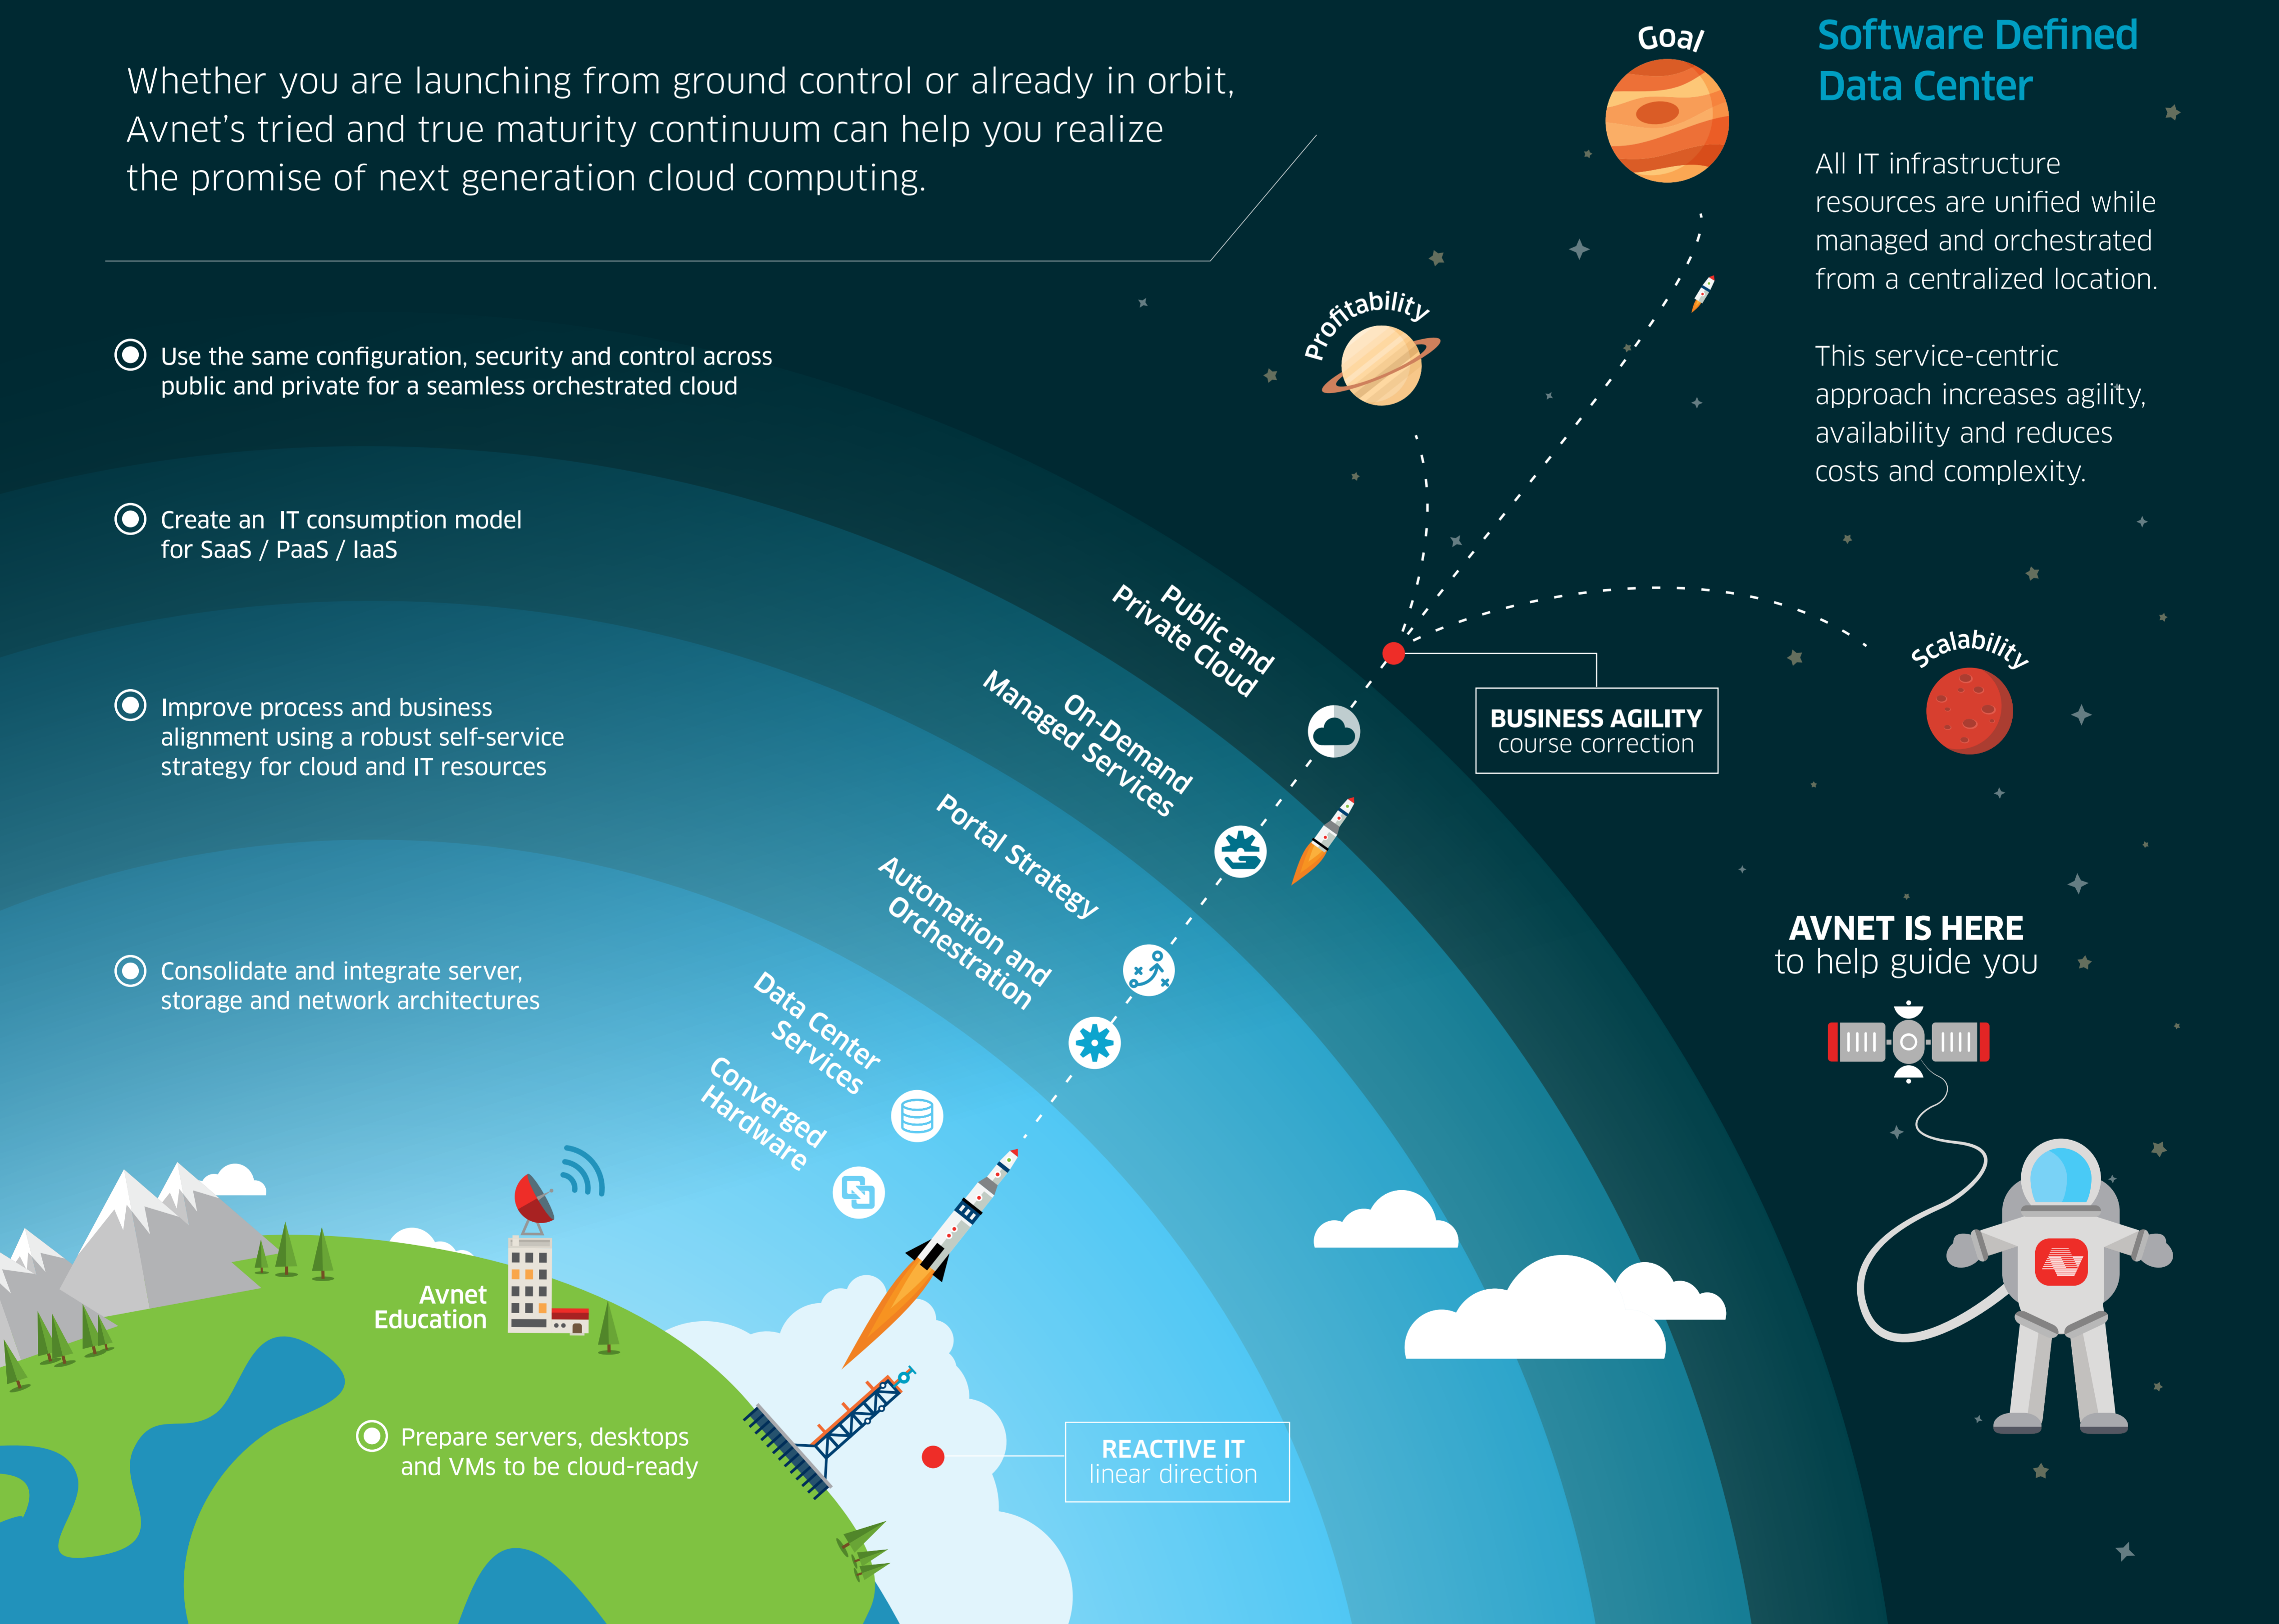 Whether you are launching from ground control or already in orbit,
Avnet's tried and true maturity continuum can help you realize
the promise of next generation cloud computing.
Goal
Software Defined
Data Center
All IT infrastructure
resources are unified while
managed and orchestrated
from a centralized location.
This service-centric
approach increases agility,
availability and reduces
costs and complexity.
Profitability
Scalability
Use the same configuration, security and control across
public and private for a seamless orchestrated cloud
Create an IT consumption model
for SaaS / PaaS / IaaS
Improve process and business
alignment using a robust self-service
strategy for cloud and IT resources
Consolidate and integrate server,
storage and network architectures
Public and
Private Cloud
On-Demand
Managed Services
Portal Strategy
Automation and
Orchestration
Data Center
Services
Converged
Hardware
BUSINESS AGILITY
course correction
AVNET IS HERE
to help guide you
Avnet
Education
Prepare servers, desktops
and VMs to be cloud-ready
REACTIVE IT
linear direction